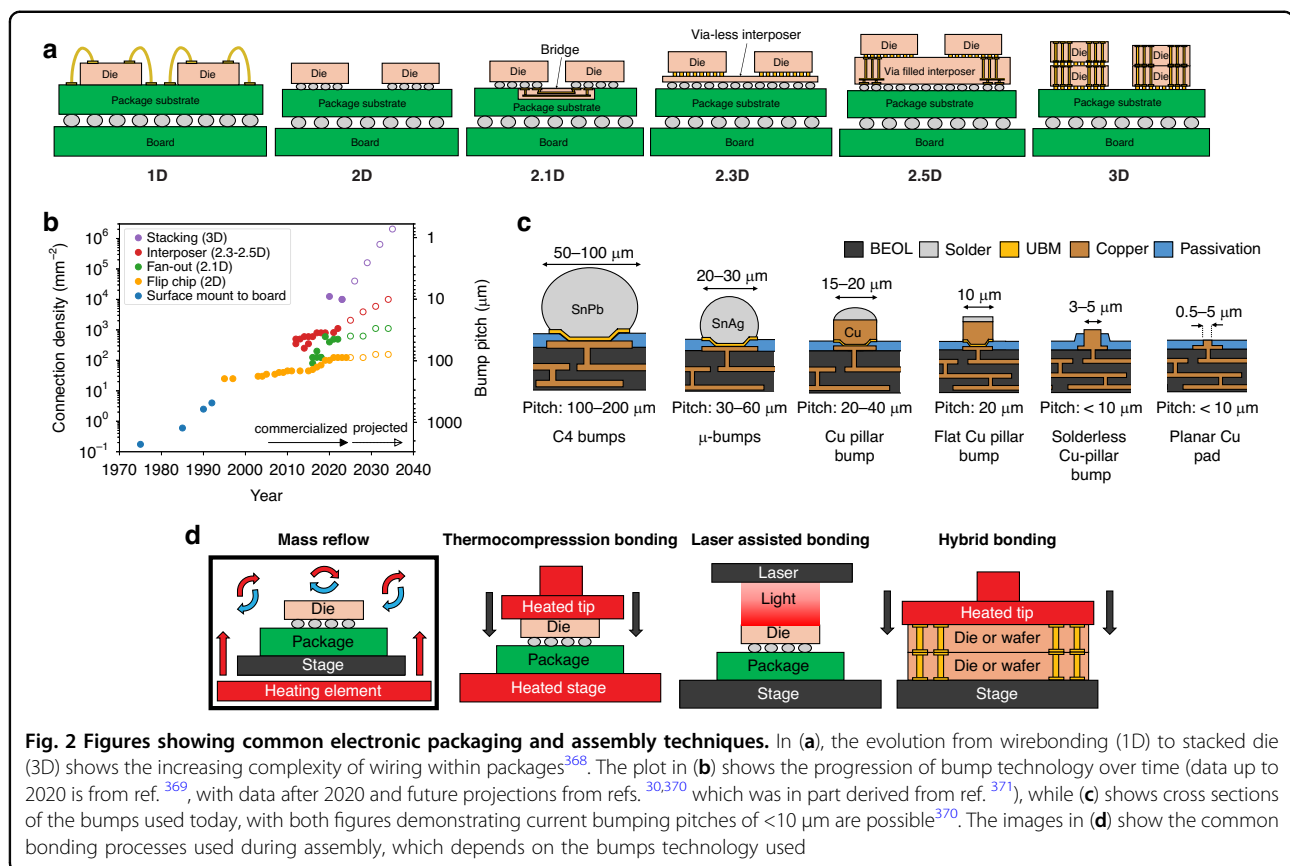 a
Die
Die
Package substrate
Board
1D
Die
Die
Package substrate
Board
2D
Bridge
Die
Die
Package substrate
Board
2.1D
Via-less interposer
Die
Die
Package substrate
Board
2.3D
Die
Die
Via filled interposer
Package substrate
Board
2.5D
Die
Die
Die
Die
Package substrate
Board
3D
b
Connection density (mm⁻²)
10⁶
10⁵
10⁴
10³
10²
10¹
10⁰
10⁻¹
Stacking (3D)
Interposer (2.3-2.5D)
Fan-out (2.1D)
Flip chip (2D)
Surface mount to board
commercialized
projected
1
10
100
1000
Bump pitch (µm)
1970 1980 1990 2000 2010 2020 2030 2040
Year
c
BEOL
Solder
UBM
Copper
Passivation
50–100 µm
SnPb
Pitch: 100–200 µm
C4 bumps
20–30 µm
SnAg
Pitch: 30–60 µm
µ-bumps
15–20 µm
Cu
Pitch: 20–40 µm
Cu pillar
bump
10 µm
Pitch: 20 µm
Flat Cu pillar
bump
3–5 µm
Pitch: < 10 µm
Solderless
Cu-pillar
bump
0.5–5 µm
Pitch: < 10 µm
Planar Cu
pad
d
Mass reflow
Die
Package
Stage
Heating element
Thermocompresssion bonding
Heated tip
Die
Package
Heated stage
Laser assisted bonding
Laser
Light
Die
Package
Stage
Hybrid bonding
Heated tip
Die or wafer
Die or wafer
Stage
Fig. 2 Figures showing common electronic packaging and assembly techniques. In (a), the evolution from wirebonding (1D) to stacked die
(3D) shows the increasing complexity of wiring within packages³⁶⁸. The plot in (b) shows the progression of bump technology over time (data up to
2020 is from ref. ³⁶⁹, with data after 2020 and future projections from refs. ³⁰,³⁷⁰ which was in part derived from ref. ³⁷¹), while (c) shows cross sections
of the bumps used today, with both figures demonstrating current bumping pitches of <10 µm are possible³⁷⁰. The images in (d) show the common
bonding processes used during assembly, which depends on the bumps technology used